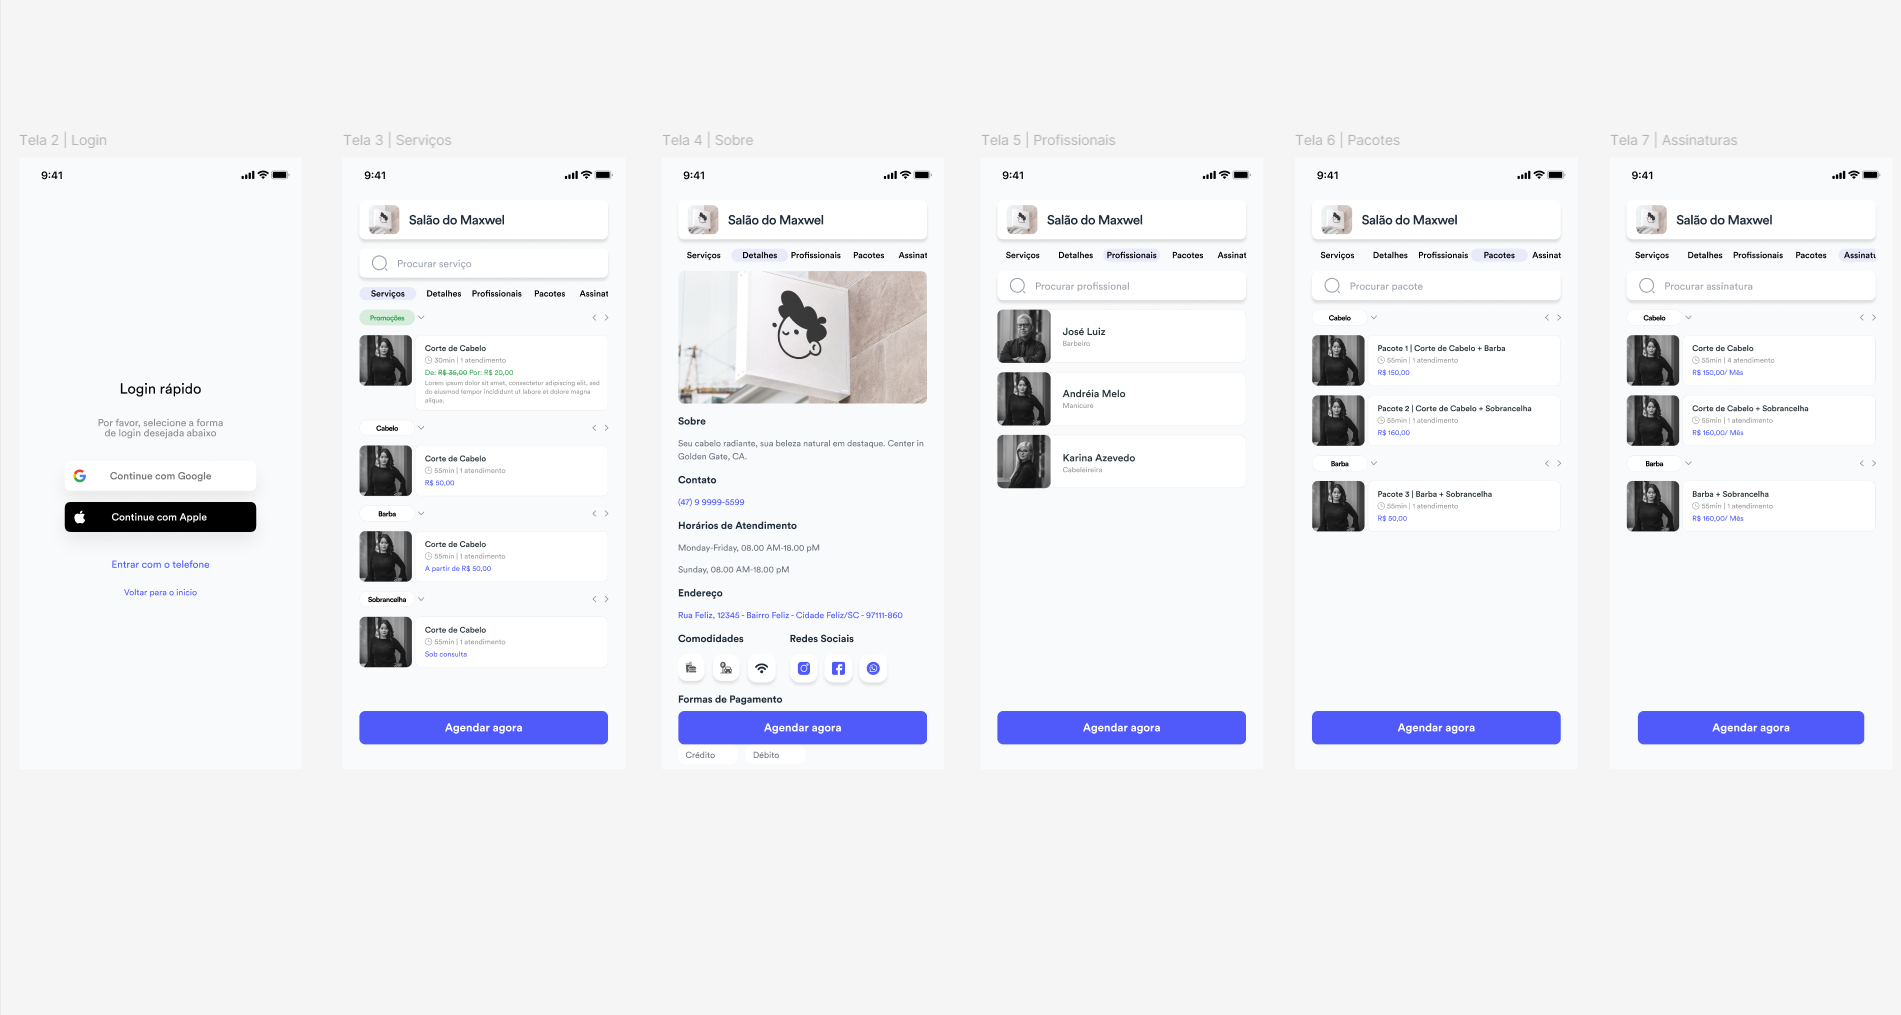 Tela 2 | Login
9:41
Login rápido
Por favor, selecione a forma
de login desejada abaixo
Continue com Google
Continue com Apple
Entrar com o telefone
Voltar para o inicio
Tela 3 | Serviços
9:41
Salão do Maxwel
Procurar serviço
Serviços Detalhes Profissionais Pacotes Assinat
Promoções
Corte de Cabelo
30min | 1 atendimento
De: R$ 35,00 Por: R$ 20,00
Lorem ipsum dolor sit amet, consectetur adipiscing elit, sed
do eiusmod tempor incididunt ut labore et dolore magna
aliqua.
Cabelo
Corte de Cabelo
55min | 1 atendimento
R$ 50,00
Barba
Corte de Cabelo
55min | 1 atendimento
A partir de R$ 50,00
Sobrancelha
Corte de Cabelo
55min | 1 atendimento
Sob consulta
Agendar agora
Tela 4 | Sobre
9:41
Salão do Maxwel
Serviços Detalhes Profissionais Pacotes Assinat
Sobre
Seu cabelo radiante, sua beleza natural em destaque. Center in
Golden Gate, CA.
Contato
(47) 9 9999-5599
Horários de Atendimento
Monday-Friday, 08.00 AM-18.00 pM
Sunday, 08.00 AM-18.00 pM
Endereço
Rua Feliz, 12345 - Bairro Feliz - Cidade Feliz/SC - 97111-860
Comodidades Redes Sociais
Formas de Pagamento
Agendar agora
Crédito Débito
Tela 5 | Profissionais
9:41
Salão do Maxwel
Serviços Detalhes Profissionais Pacotes Assinat
Procurar profissional
José Luiz
Barbeiro
Andréia Melo
Manicure
Karina Azevedo
Cabeleireira
Agendar agora
Tela 6 | Pacotes
9:41
Salão do Maxwel
Serviços Detalhes Profissionais Pacotes Assinat
Procurar pacote
Cabelo
Pacote 1 | Corte de Cabelo + Barba
55min | 1 atendimento
R$ 150,00
Pacote 2 | Corte de Cabelo + Sobrancelha
55min | 1 atendimento
R$ 160,00
Barba
Pacote 3 | Barba + Sobrancelha
55min | 1 atendimento
R$ 50,00
Agendar agora
Tela 7 | Assinaturas
9:41
Salão do Maxwel
Serviços Detalhes Profissionais Pacotes Assinatu
Procurar assinatura
Cabelo
Corte de Cabelo
55min | 4 atendimento
R$ 150,00/ Mês
Corte de Cabelo + Sobrancelha
55min | 1 atendimento
R$ 160,00/ Mês
Barba
Barba + Sobrancelha
55min | 1 atendimento
R$ 160,00/ Mês
Agendar agora